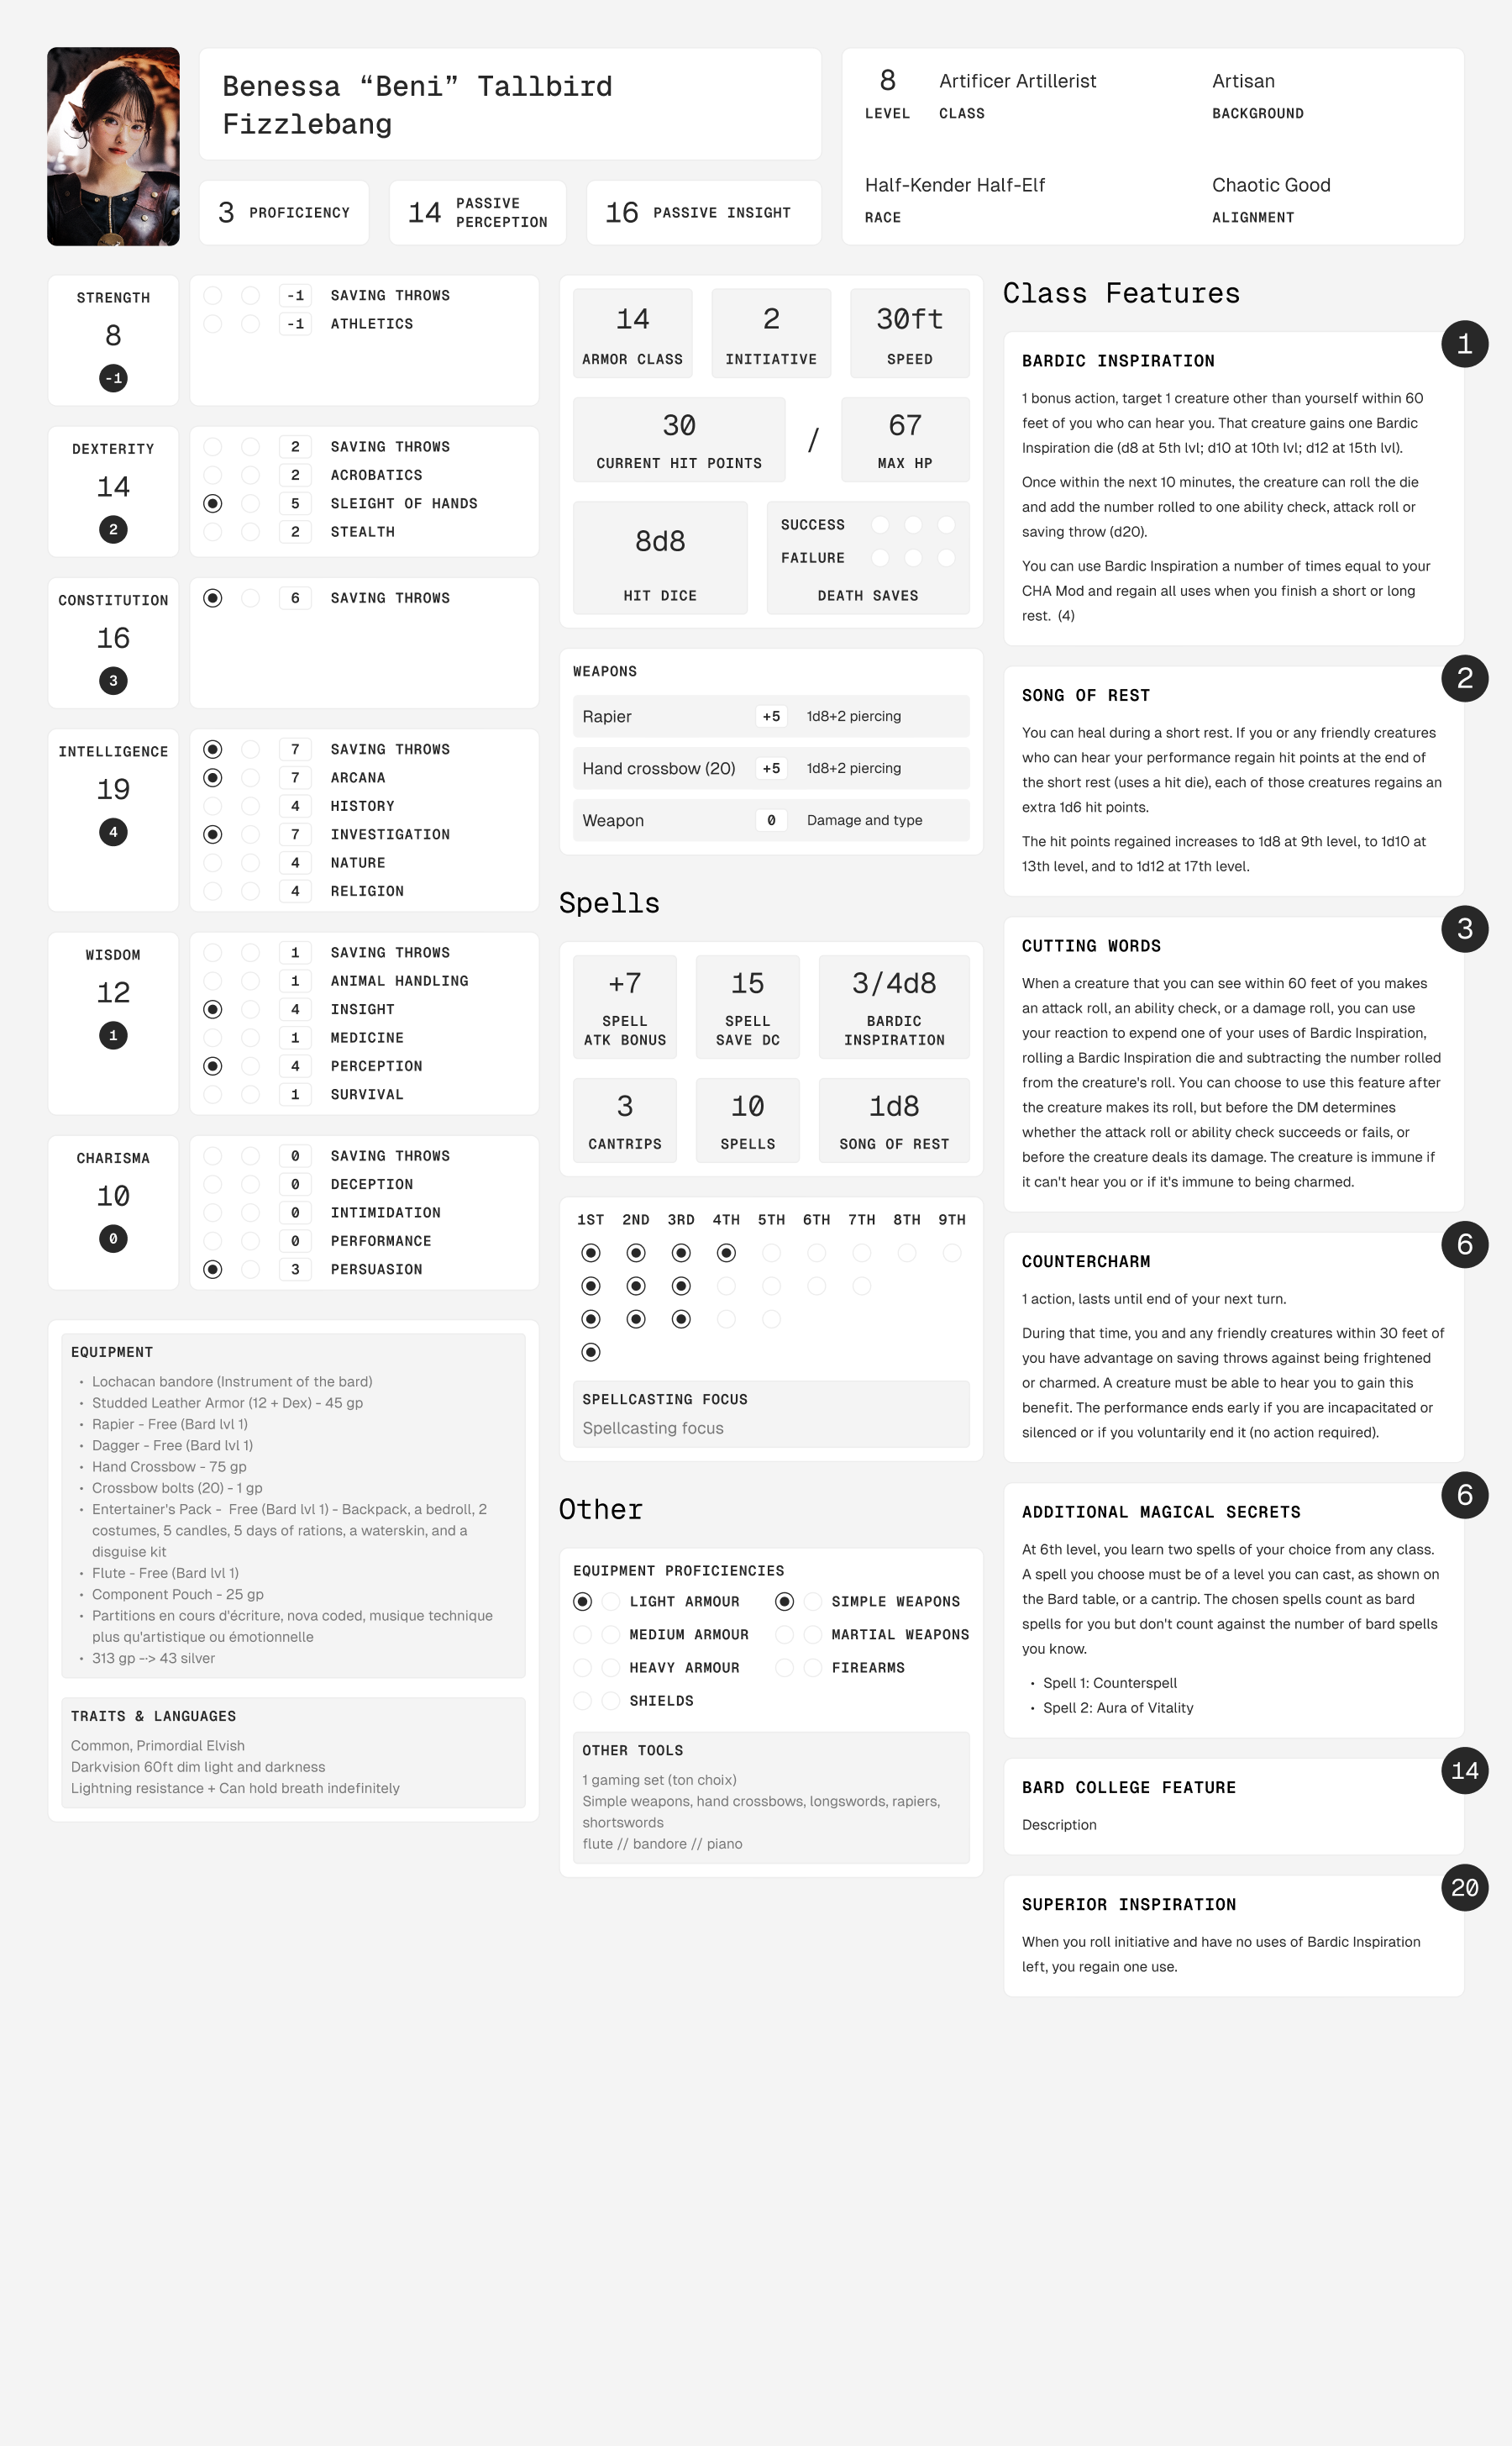 Benessa “Beni” Tallbird
Fizzlebang
3 PROFICIENCY
14 PASSIVE
PERCEPTION
16 PASSIVE INSIGHT
8 Artificer Artillerist Artisan
LEVEL CLASS BACKGROUND
Half-Kender Half-Elf Chaotic Good
RACE ALIGNMENT
STRENGTH
8
-1
-1 SAVING THROWS
-1 ATHLETICS
DEXTERITY
14
2
2 SAVING THROWS
2 ACROBATICS
5 SLEIGHT OF HANDS
2 STEALTH
CONSTITUTION
16
3
6 SAVING THROWS
INTELLIGENCE
19
4
7 SAVING THROWS
7 ARCANA
4 HISTORY
7 INVESTIGATION
4 NATURE
4 RELIGION
WISDOM
12
1
1 SAVING THROWS
1 ANIMAL HANDLING
4 INSIGHT
1 MEDICINE
4 PERCEPTION
1 SURVIVAL
CHARISMA
10
0
0 SAVING THROWS
0 DECEPTION
0 INTIMIDATION
0 PERFORMANCE
3 PERSUASION
EQUIPMENT
• Lochacan bandore (Instrument of the bard)
• Studded Leather Armor (12 + Dex) - 45 gp
• Rapier - Free (Bard lvl 1)
• Dagger - Free (Bard lvl 1)
• Hand Crossbow - 75 gp
• Crossbow bolts (20) - 1 gp
• Entertainer's Pack - Free (Bard lvl 1) - Backpack, a bedroll, 2
costumes, 5 candles, 5 days of rations, a waterskin, and a
disguise kit
• Flute - Free (Bard lvl 1)
• Component Pouch - 25 gp
• Partitions en cours d'écriture, nova coded, musique technique
plus qu'artistique ou émotionnelle
• 313 gp --> 43 silver
TRAITS & LANGUAGES
Common, Primordial Elvish
Darkvision 60ft dim light and darkness
Lightning resistance + Can hold breath indefinitely
14 2 30ft
ARMOR CLASS INITIATIVE SPEED
30 / 67
CURRENT HIT POINTS MAX HP
8d8
HIT DICE
SUCCESS
FAILURE
DEATH SAVES
WEAPONS
Rapier +5 1d8+2 piercing
Hand crossbow (20) +5 1d8+2 piercing
Weapon 0 Damage and type
Spells
+7 15 3/4d8
SPELL SPELL BARDIC
ATK BONUS SAVE DC INSPIRATION
3 10 1d8
CANTRIPS SPELLS SONG OF REST
1ST 2ND 3RD 4TH 5TH 6TH 7TH 8TH 9TH
SPELLCASTING FOCUS
Spellcasting focus
Other
EQUIPMENT PROFICIENCIES
LIGHT ARMOUR SIMPLE WEAPONS
MEDIUM ARMOUR MARTIAL WEAPONS
HEAVY ARMOUR FIREARMS
SHIELDS
OTHER TOOLS
1 gaming set (ton choix)
Simple weapons, hand crossbows, longswords, rapiers,
shortswords
flute // bandore // piano
Class Features
1
BARDIC INSPIRATION
1 bonus action, target 1 creature other than yourself within 60
feet of you who can hear you. That creature gains one Bardic
Inspiration die (d8 at 5th lvl; d10 at 10th lvl; d12 at 15th lvl).
Once within the next 10 minutes, the creature can roll the die
and add the number rolled to one ability check, attack roll or
saving throw (d20).
You can use Bardic Inspiration a number of times equal to your
CHA Mod and regain all uses when you finish a short or long
rest. (4)
2
SONG OF REST
You can heal during a short rest. If you or any friendly creatures
who can hear your performance regain hit points at the end of
the short rest (uses a hit die), each of those creatures regains an
extra 1d6 hit points.
The hit points regained increases to 1d8 at 9th level, to 1d10 at
13th level, and to 1d12 at 17th level.
3
CUTTING WORDS
When a creature that you can see within 60 feet of you makes
an attack roll, an ability check, or a damage roll, you can use
your reaction to expend one of your uses of Bardic Inspiration,
rolling a Bardic Inspiration die and subtracting the number rolled
from the creature's roll. You can choose to use this feature after
the creature makes its roll, but before the DM determines
whether the attack roll or ability check succeeds or fails, or
before the creature deals its damage. The creature is immune if
it can't hear you or if it's immune to being charmed.
6
COUNTERCHARM
1 action, lasts until end of your next turn.
During that time, you and any friendly creatures within 30 feet of
you have advantage on saving throws against being frightened
or charmed. A creature must be able to hear you to gain this
benefit. The performance ends early if you are incapacitated or
silenced or if you voluntarily end it (no action required).
6
ADDITIONAL MAGICAL SECRETS
At 6th level, you learn two spells of your choice from any class.
A spell you choose must be of a level you can cast, as shown on
the Bard table, or a cantrip. The chosen spells count as bard
spells for you but don't count against the number of bard spells
you know.
• Spell 1: Counterspell
• Spell 2: Aura of Vitality
14
BARD COLLEGE FEATURE
Description
20
SUPERIOR INSPIRATION
When you roll initiative and have no uses of Bardic Inspiration
left, you regain one use.